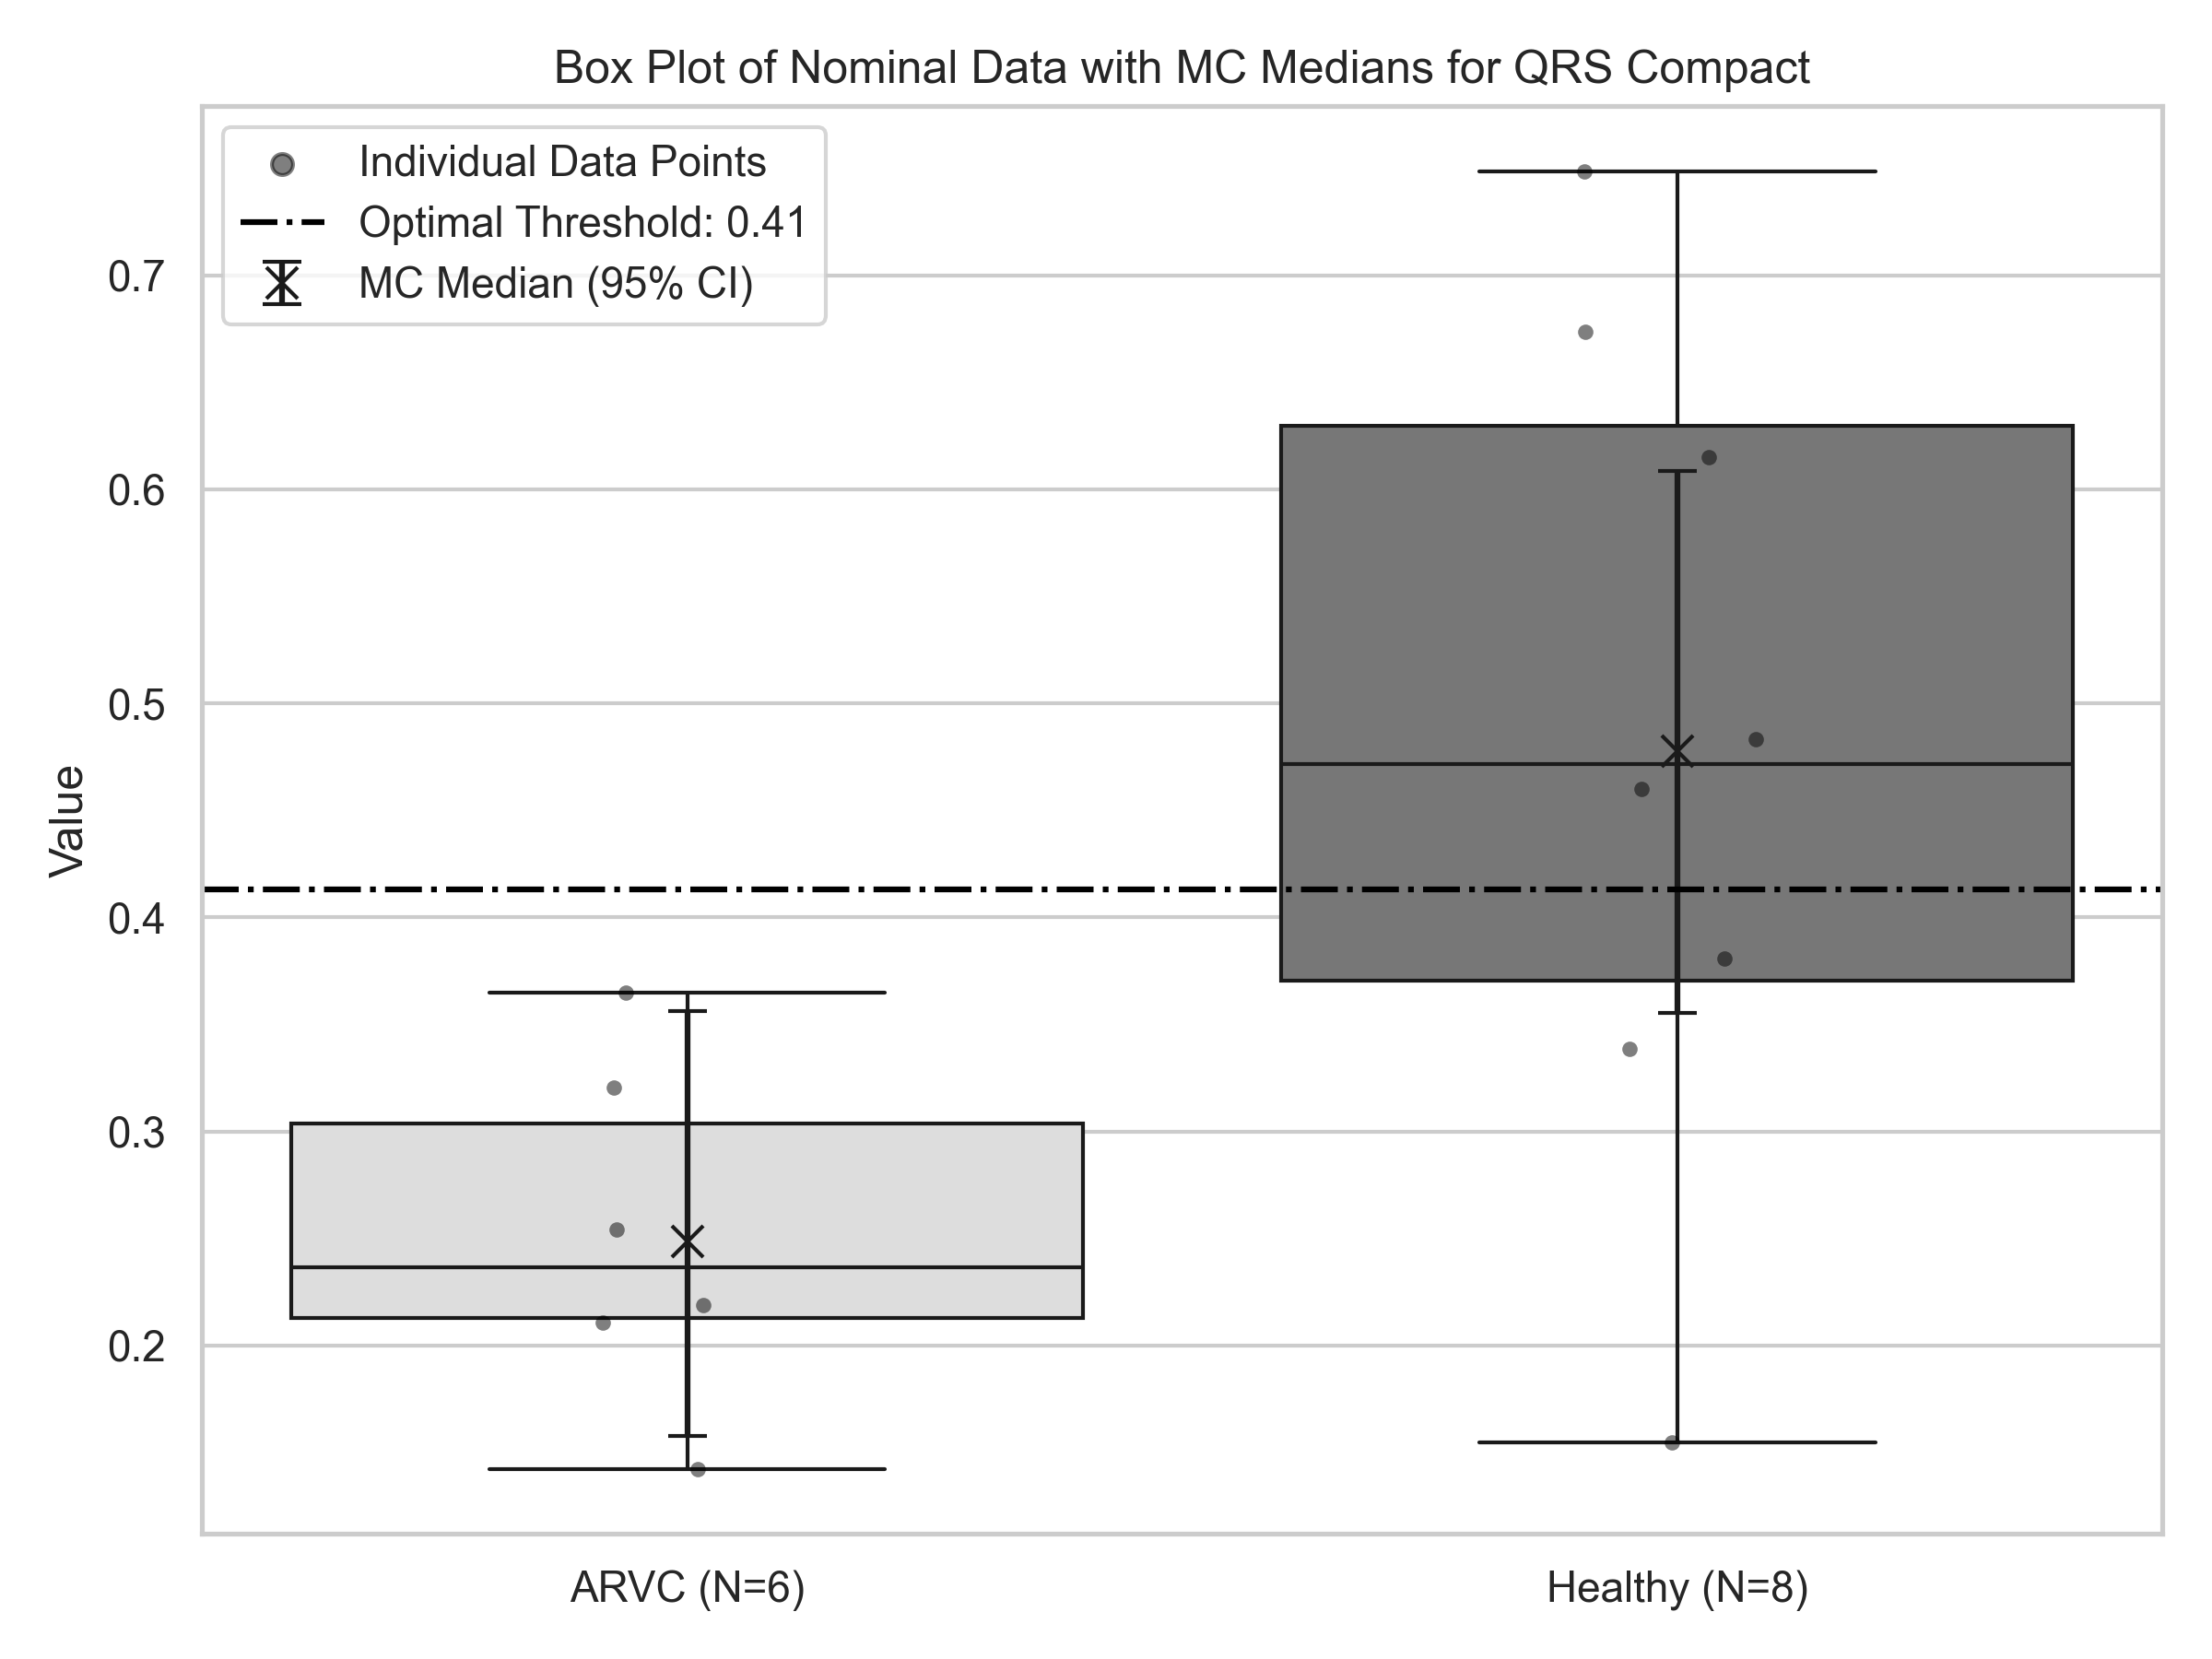 Box Plot of Nominal Data with MC Medians for QRS Compact
Individual Data Points
Optimal Threshold: 0.41
MC Median (95% CI)
0.7
0.6
0.5
0.4
0.3
0.2
Value
ARVC (N=6)
Healthy (N=8)